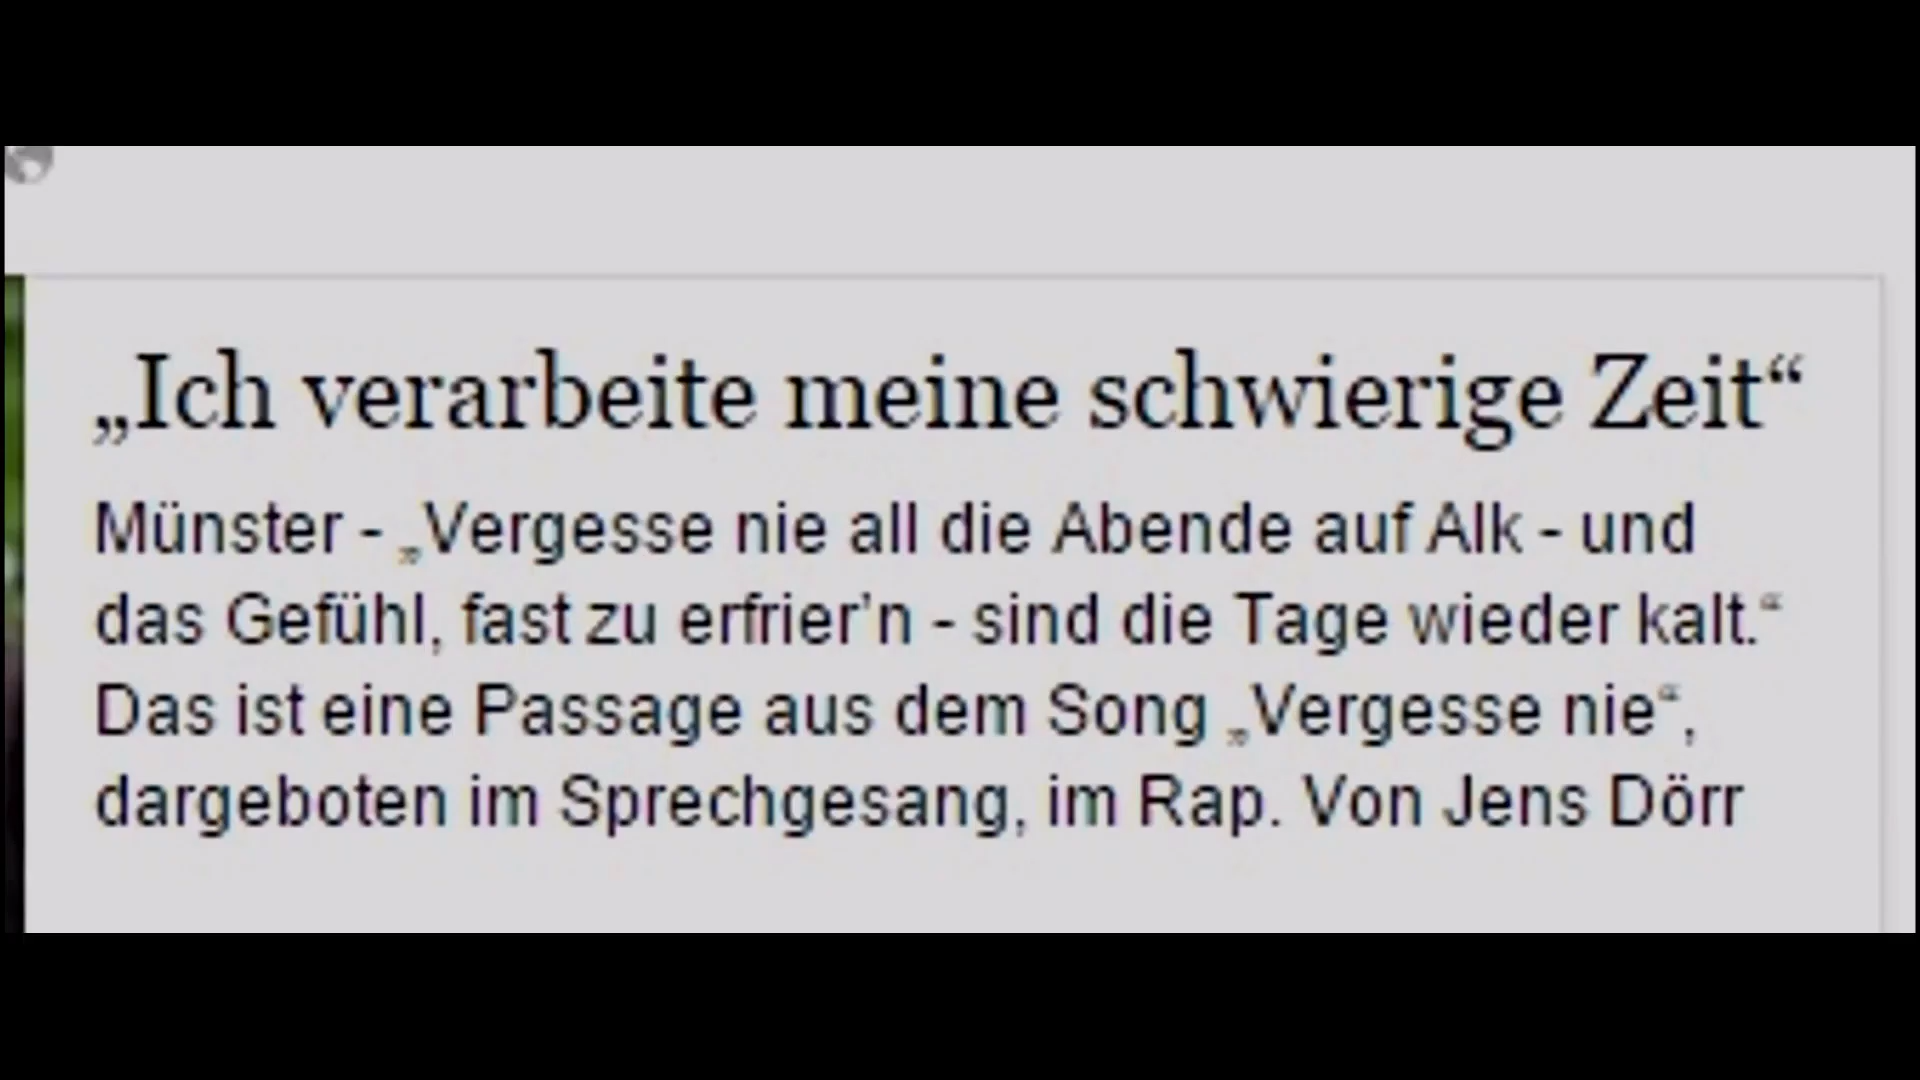 „Ich verarbeite meine schwierige Zeit“
Münster - „Vergesse nie all die Abende auf Alk - und
das Gefühl, fast zu erfrier'n - sind die Tage wieder kalt.“
Das ist eine Passage aus dem Song „Vergesse nie“,
dargeboten im Sprechgesang, im Rap. Von Jens Dörr